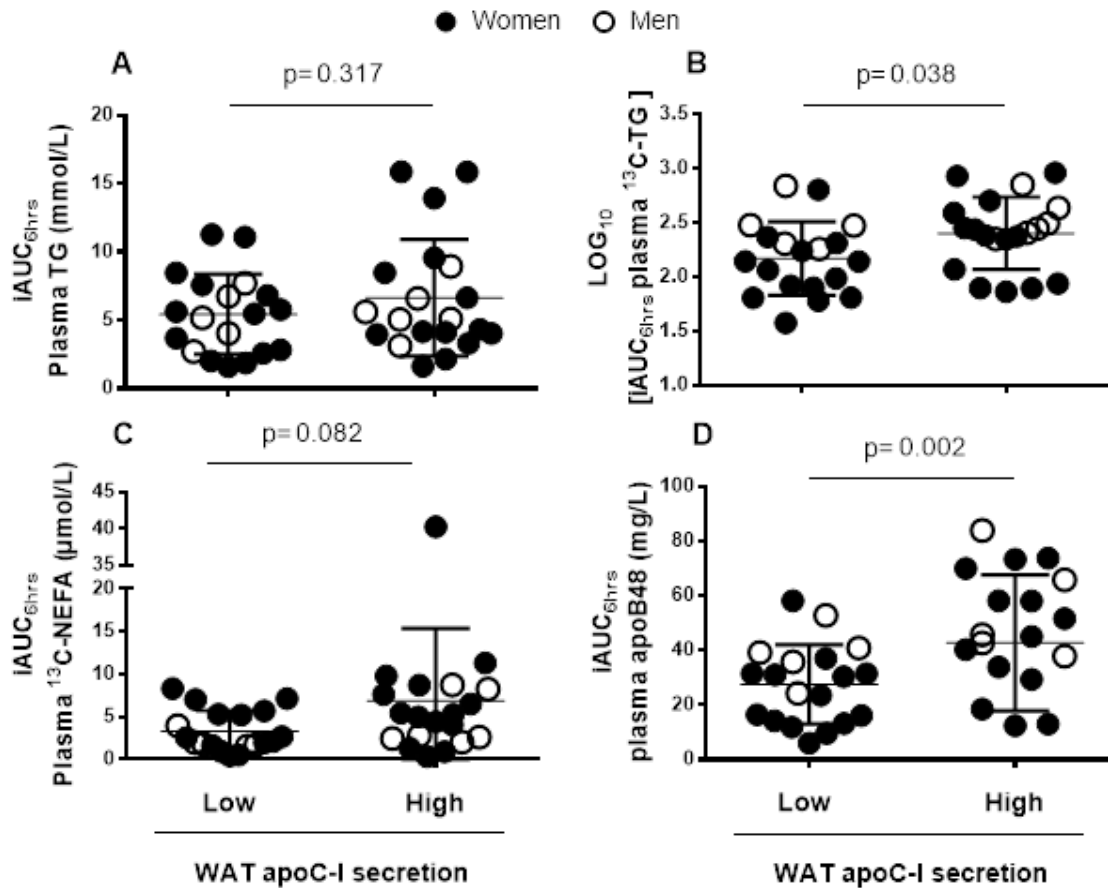 Women Men
A
p= 0.317
iAUC6hrs
Plasma TG (mmol/L)
20
15
10
5
0
B
p= 0.038
LOG10
[iAUC6hrs plasma 13C-TG ]
3.5
3.0
2.5
2.0
1.5
1.0
C
p= 0.082
iAUC6hrs
Plasma 13C-NEFA (µmol/L)
45
40
35
20
15
10
5
0
Low High
WAT apoC-I secretion
D
p= 0.002
iAUC6hrs
plasma apoB48 (mg/L)
100
80
60
40
20
0
Low High
WAT apoC-I secretion